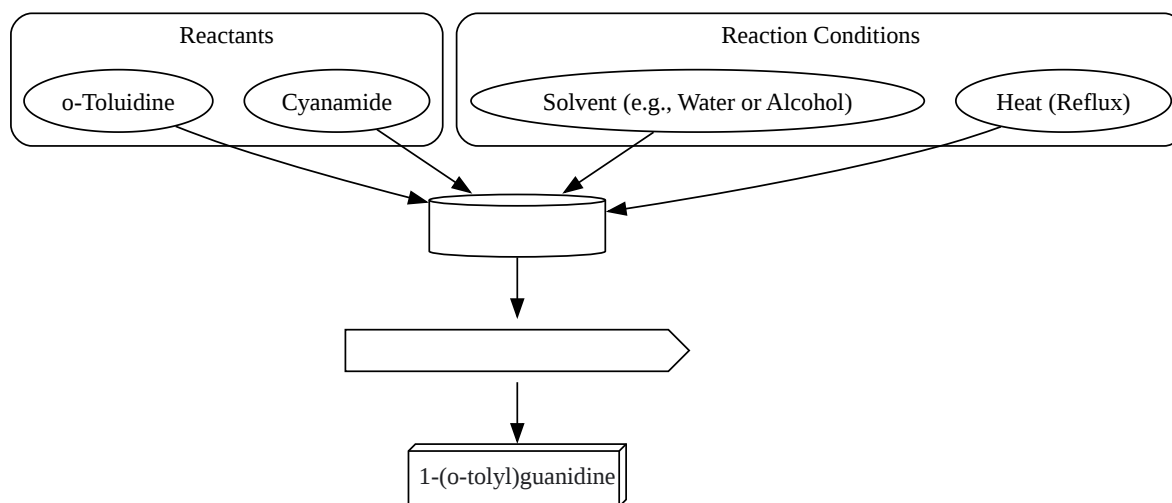 Reactants
Reaction Conditions
o-Toluidine
Cyanamide
Solvent (e.g., Water or Alcohol)
Heat (Reflux)
1-(o-tolyl)guanidine